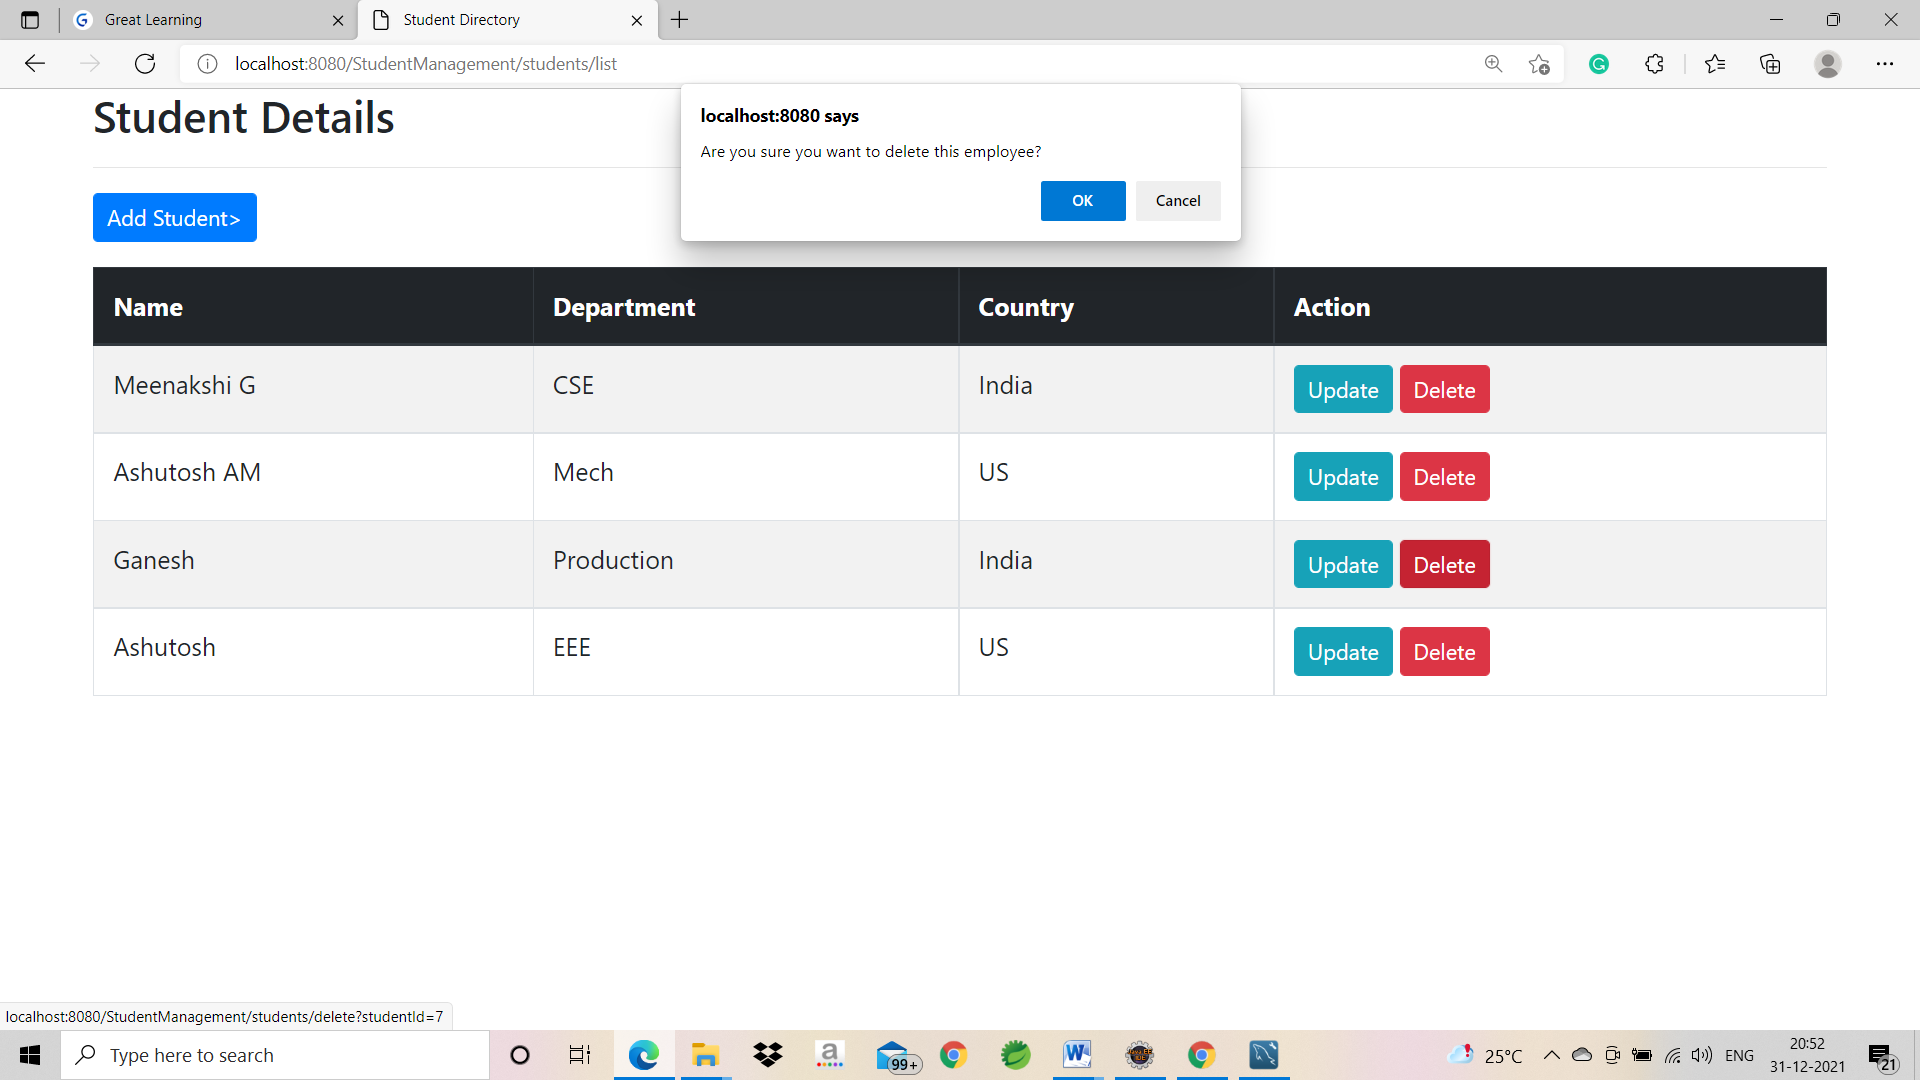 Great Learning
Student Directory
localhost:8080/StudentManagement/students/list
localhost:8080 says
Are you sure you want to delete this employee?
OK Cancel
Student Details
Add Student>
Name Department Country Action
Meenakshi G CSE India Update Delete
Ashutosh AM Mech US Update Delete
Ganesh Production India Update Delete
Ashutosh EEE US Update Delete
localhost:8080/StudentManagement/students/delete?studentId=7
Type here to search
a
99+
W
25°C
ENG
20:52
31-12-2021
21